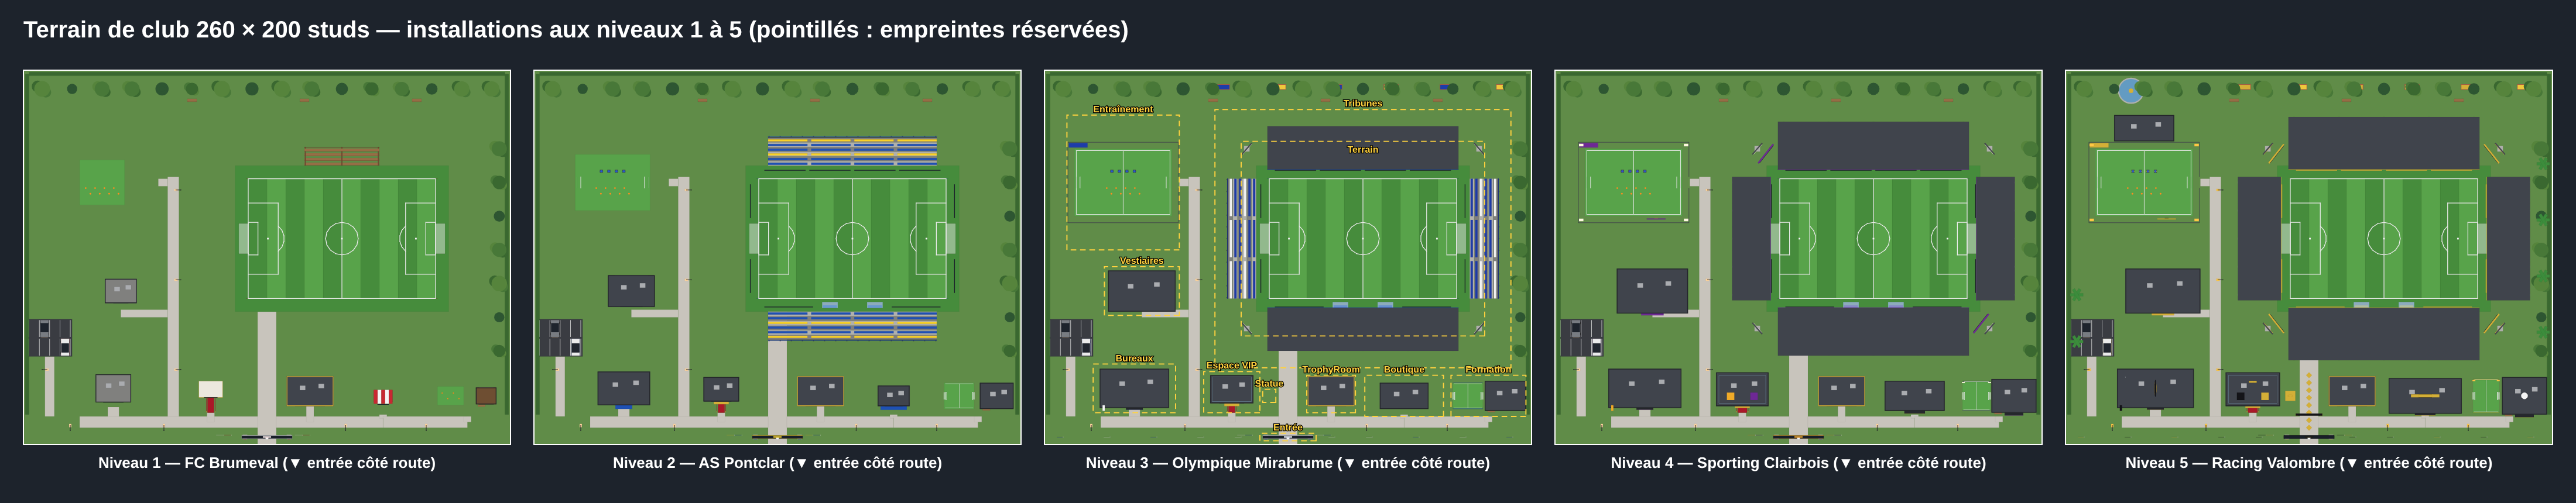 Terrain de club 260 × 200 studs — installations aux niveaux 1 à 5 (pointillés : empreintes réservées)
Tribunes
Entraînement
Terrain
Vestiaires
Bureaux
Espace VIP
TrophyRoom
Boutique
Formation
Statue
Entrée
Niveau 1 — FC Brumeval (▼ entrée côté route)
Niveau 2 — AS Pontclar (▼ entrée côté route)
Niveau 3 — Olympique Mirabrume (▼ entrée côté route)
Niveau 4 — Sporting Clairbois (▼ entrée côté route)
Niveau 5 — Racing Valombre (▼ entrée côté route)